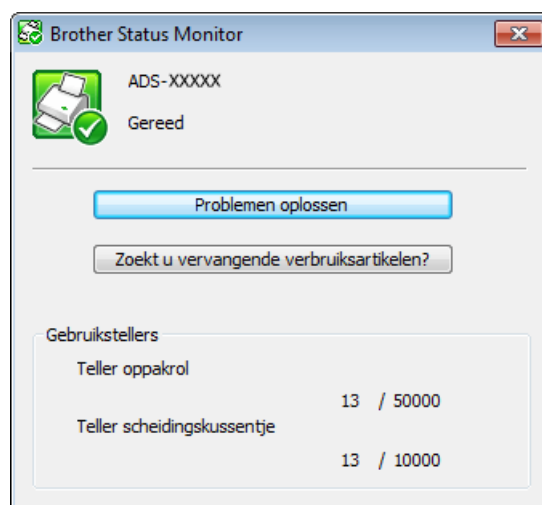 Brother Status Monitor
ADS-XXXXX
Gereed
Problemen oplossen
Zoekt u vervangende verbruiksartikelen?
Gebruikstellers
Teller oppakrol
13 / 50000
Teller scheidingskussentje
13 / 10000